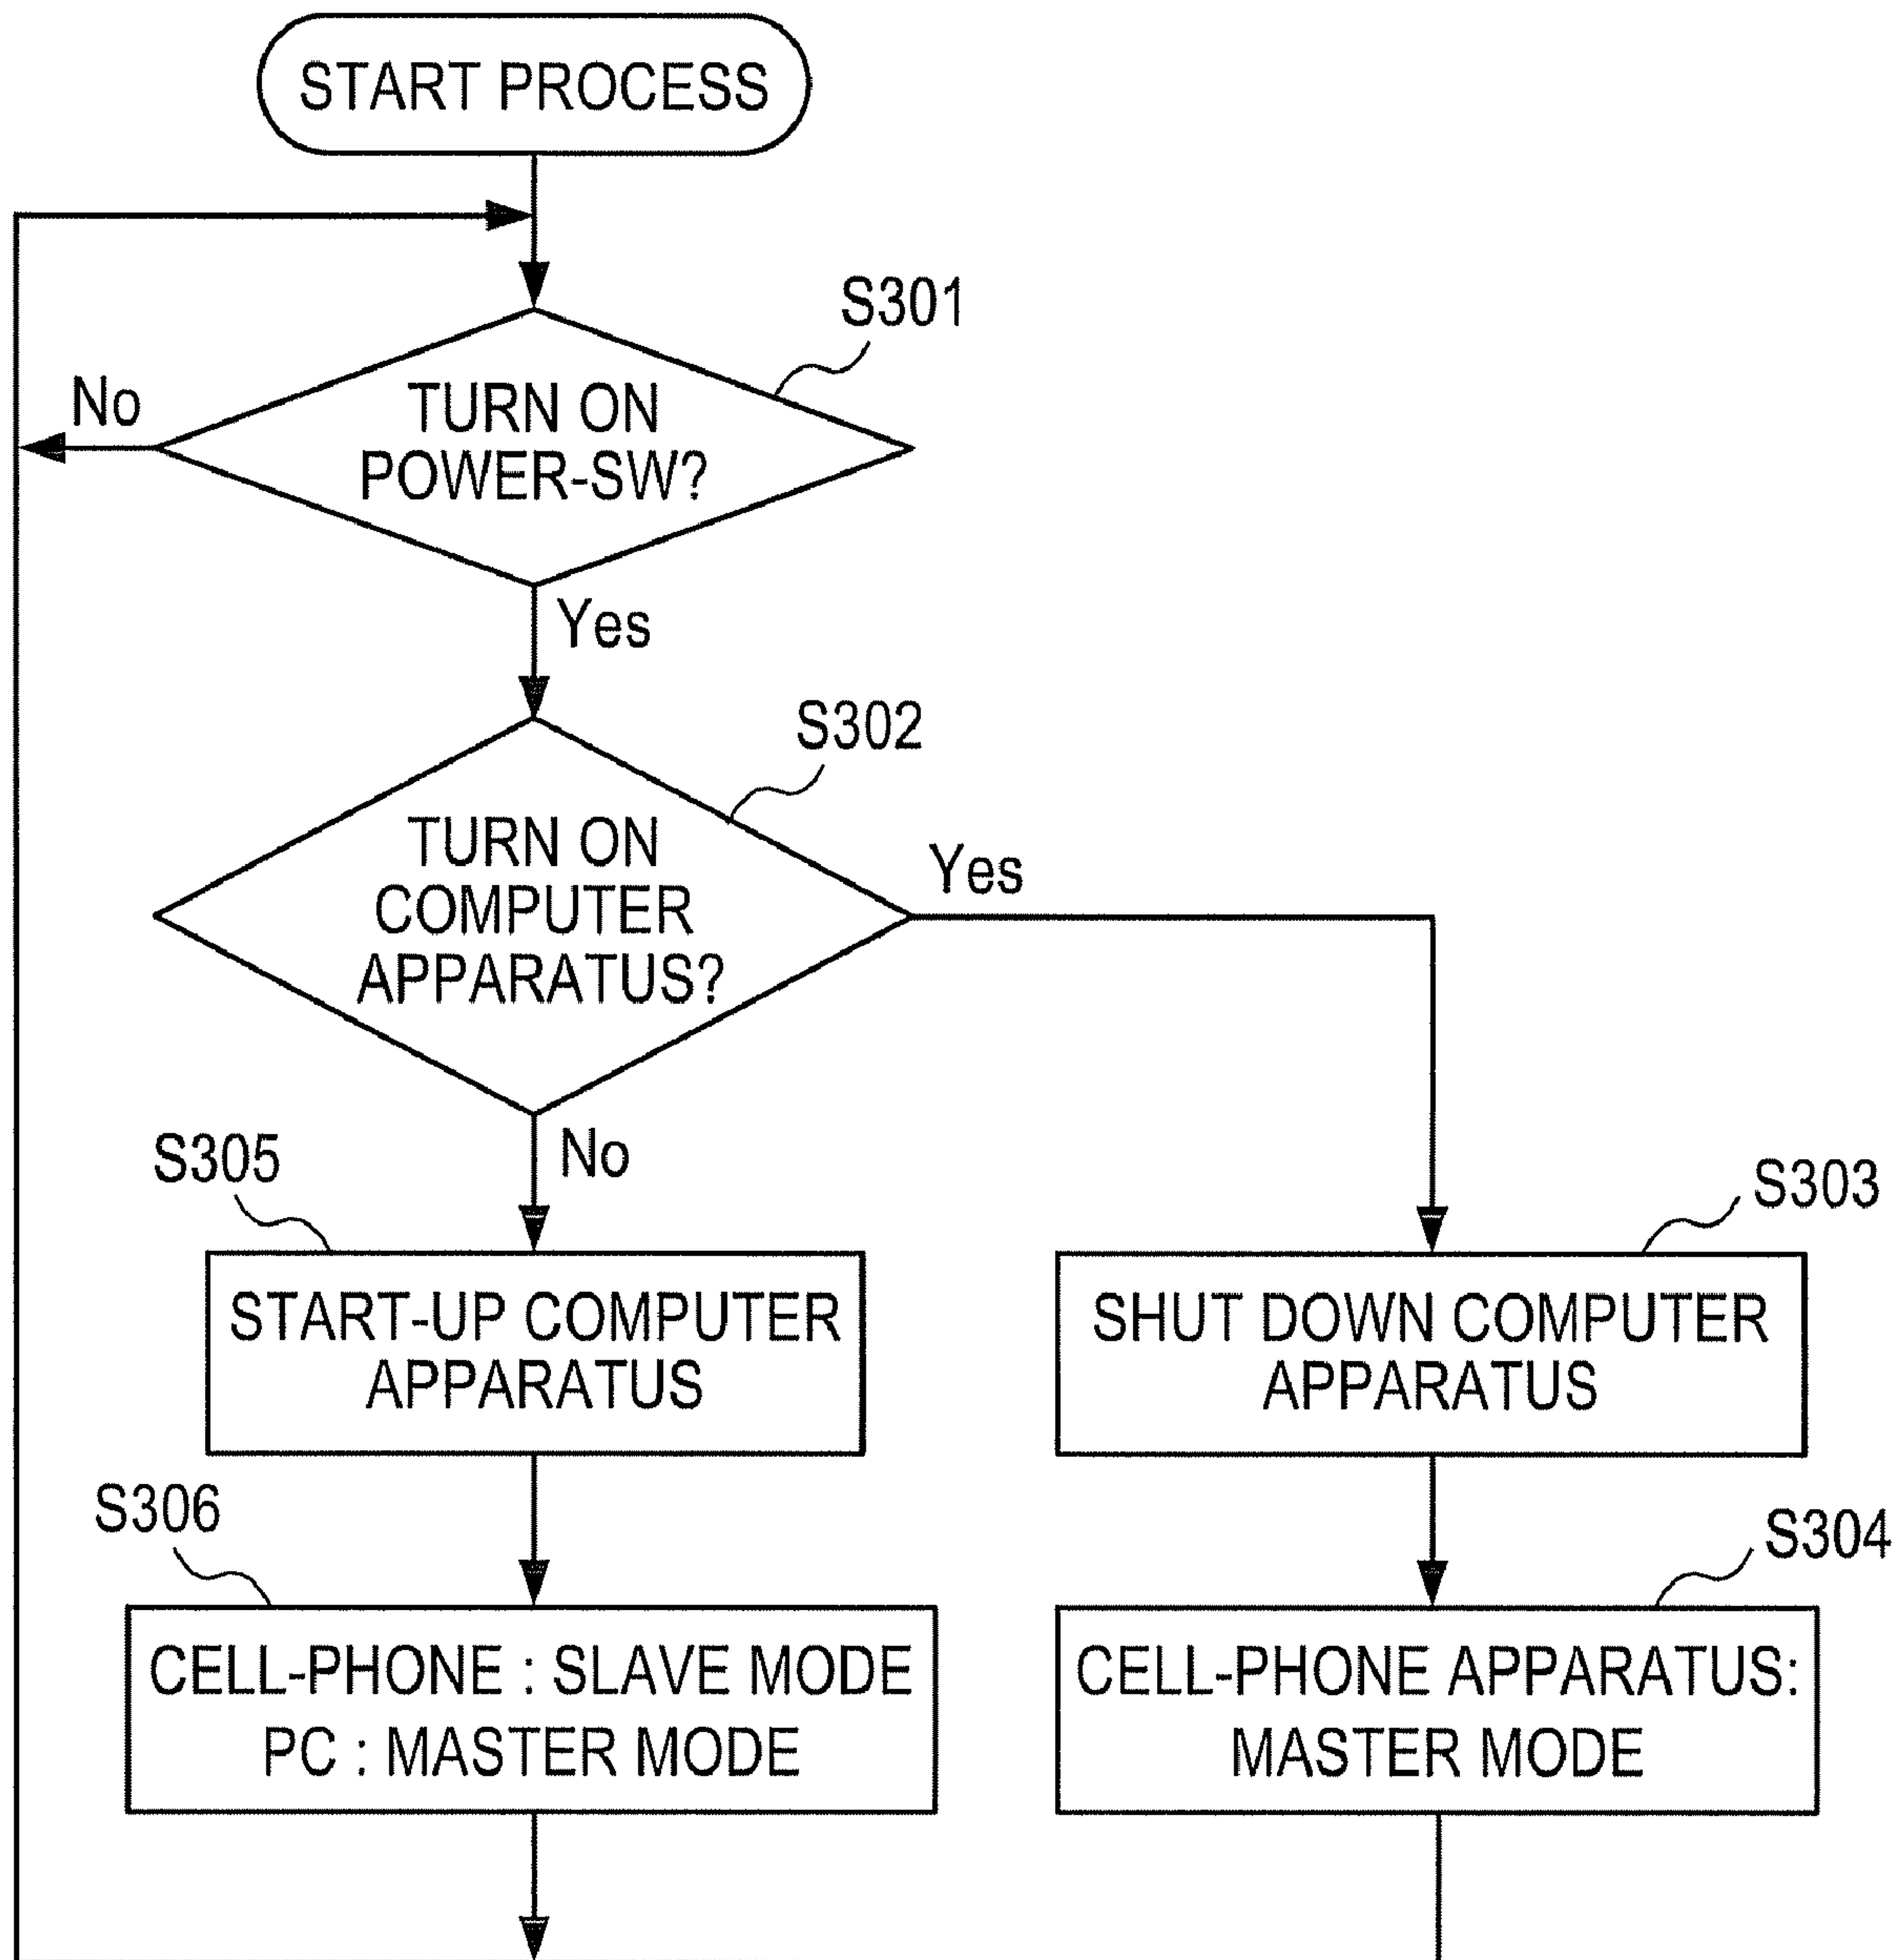 START PROCESS
S301
No
TURN ON
POWER-SW?
Yes
S302
TURN ON
COMPUTER
APPARATUS?
Yes
No
S305
S303
START-UP COMPUTER
APPARATUS
SHUT DOWN COMPUTER
APPARATUS
S306
S304
CELL-PHONE : SLAVE MODE
PC : MASTER MODE
CELL-PHONE APPARATUS:
MASTER MODE